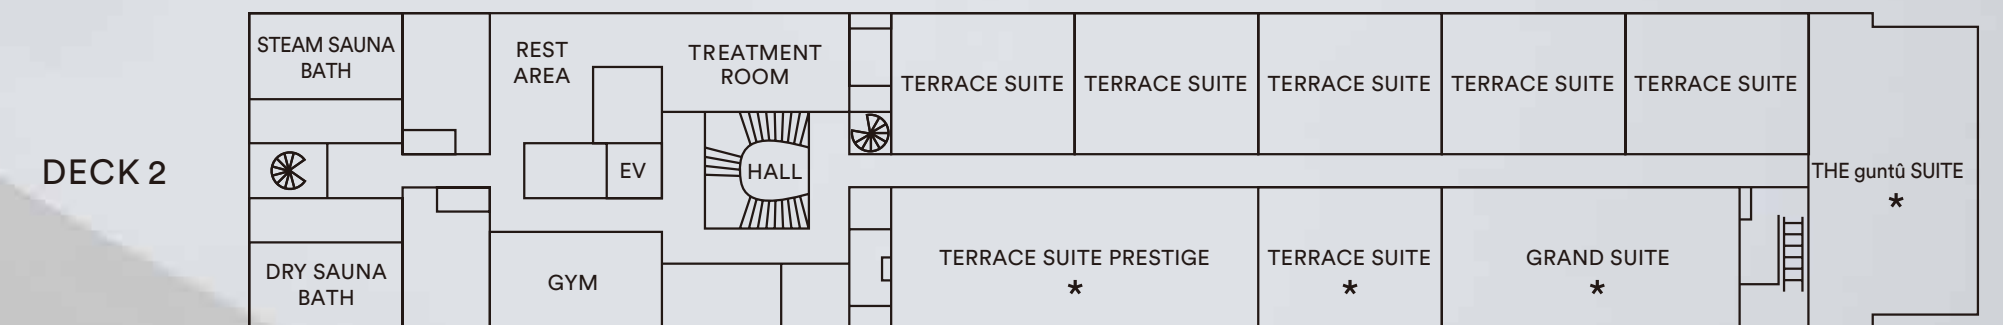 DECK 2
STEAM SAUNA
BATH
REST
AREA
TREATMENT
ROOM
TERRACE SUITE
TERRACE SUITE
TERRACE SUITE
TERRACE SUITE
TERRACE SUITE
EV
HALL
THE guntû SUITE
*
DRY SAUNA
BATH
GYM
TERRACE SUITE PRESTIGE
*
TERRACE SUITE
*
GRAND SUITE
*